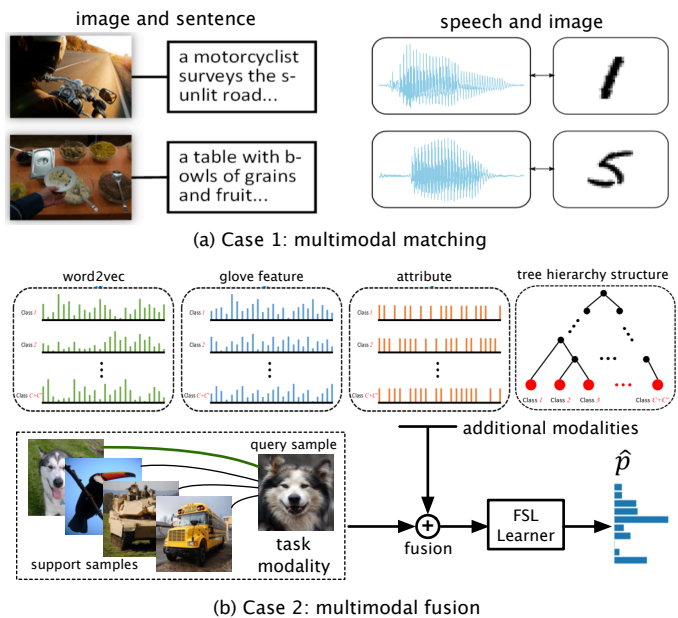 image and sentence
speech and image
a motorcyclist
surveys the s-
unlit road...
a table with b-
owls of grains
and fruit...
(a) Case 1: multimodal matching
word2vec
glove feature
attribute
tree hierarchy structure
Class 1
Class 1
Class 1
Class 2
Class 2
Class 2
Class C+C'
Class C+C'
Class C+C'
Class 1
Class 2
Class 3
Class C+C'
additional modalities
query sample
p̂
FSL
Learner
fusion
task
modality
support samples
(b) Case 2: multimodal fusion